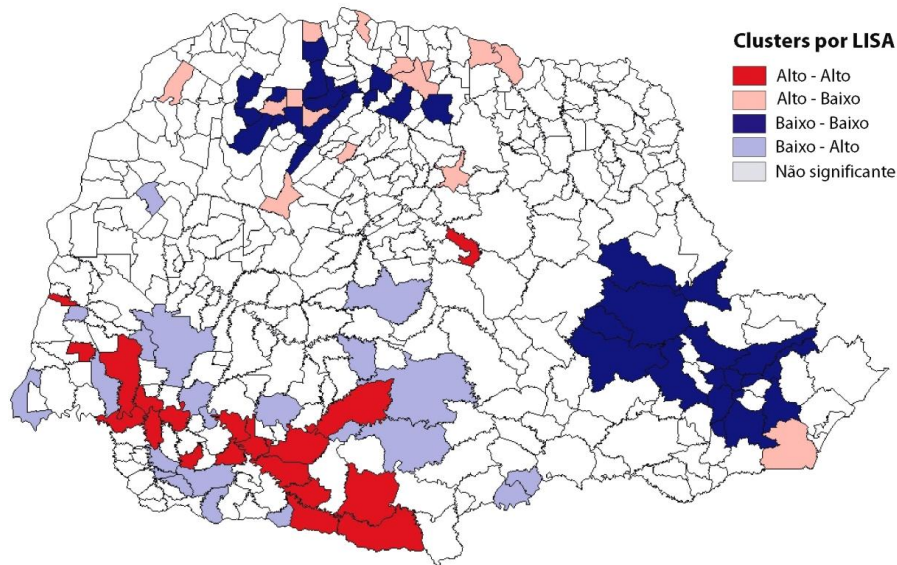 Clusters por LISA
Alto - Alto
Alto - Baixo
Baixo - Baixo
Baixo - Alto
Não significante